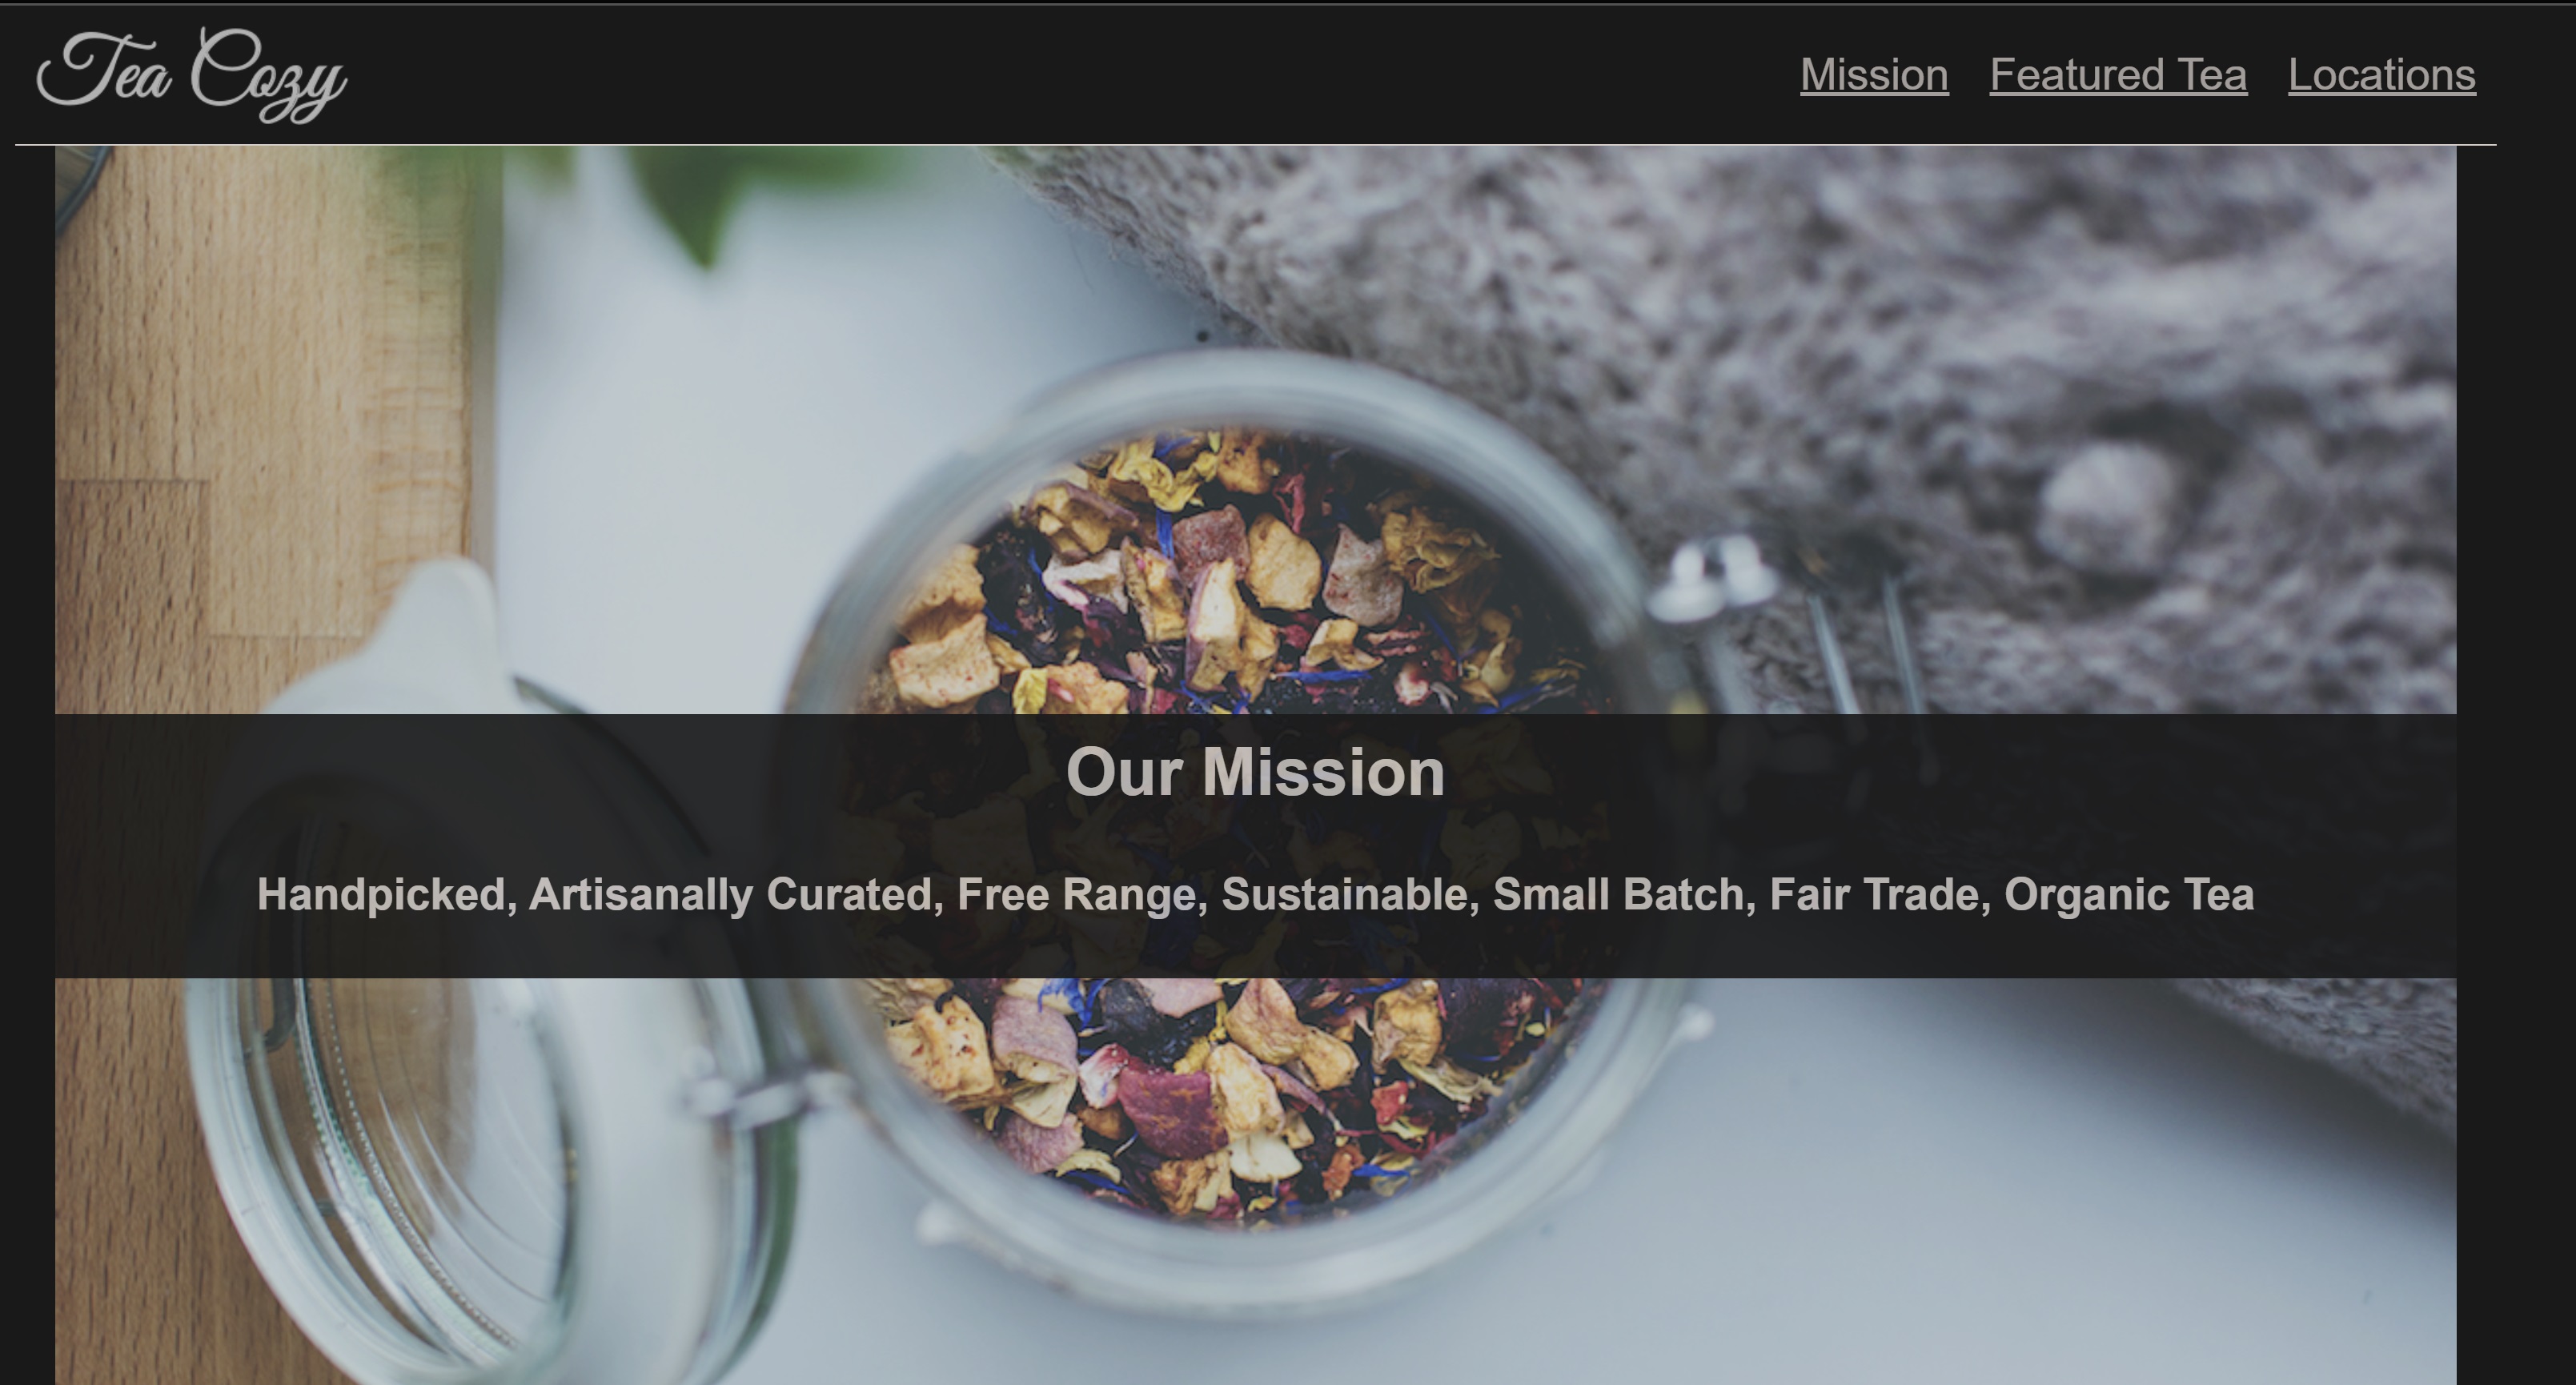 Tea Cozy
Mission Featured Tea Locations
Our Mission
Handpicked, Artisanally Curated, Free Range, Sustainable, Small Batch, Fair Trade, Organic Tea